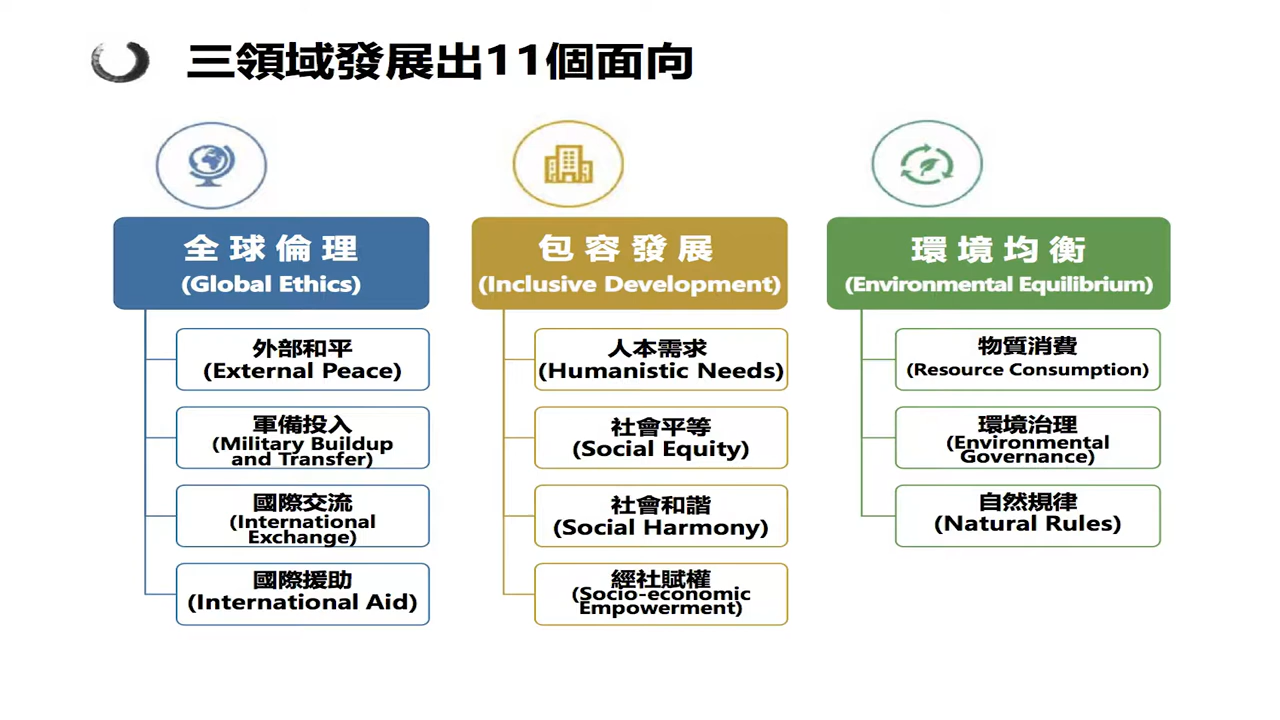 三領域發展出11個面向
全球倫理
(Global Ethics)
外部和平
(External Peace)
軍備投入
(Military Buildup
and Transfer)
國際交流
(International
Exchange)
國際援助
(International Aid)
包容發展
(Inclusive Development)
人本需求
(Humanistic Needs)
社會平等
(Social Equity)
社會和諧
(Social Harmony)
經社賦權
(Socio-economic
Empowerment)
環境均衡
(Environmental Equilibrium)
物質消費
(Resource Consumption)
環境治理
(Environmental
Governance)
自然規律
(Natural Rules)